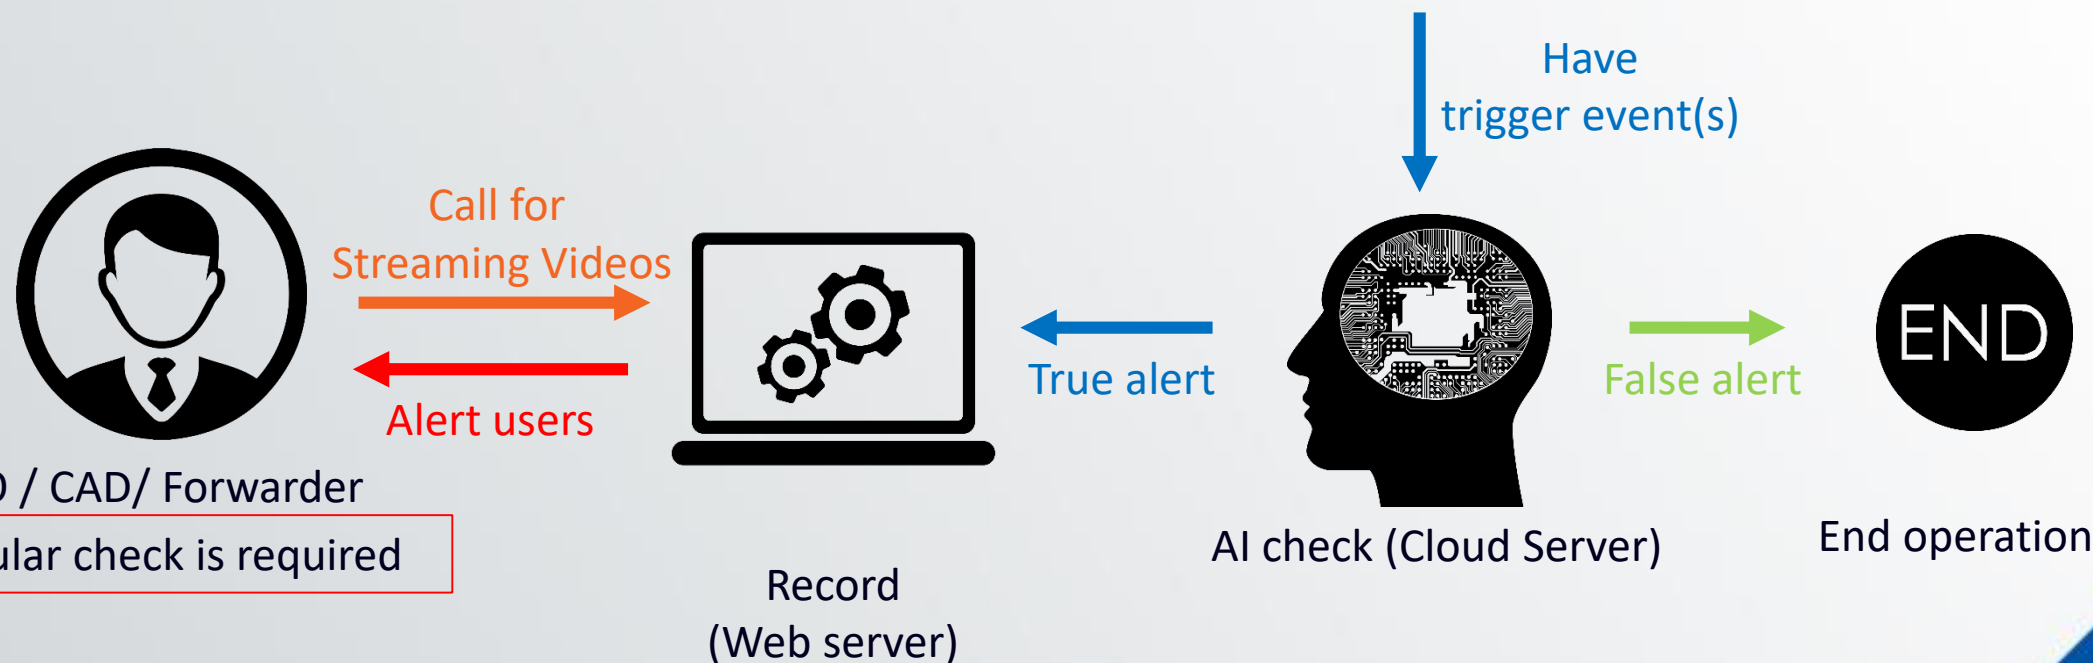 Have
trigger event(s)
Call for
Streaming Videos
Alert users
True alert
False alert
END
/ CAD/ Forwarder
check is required
Record
(Web server)
AI check (Cloud Server)
End operation